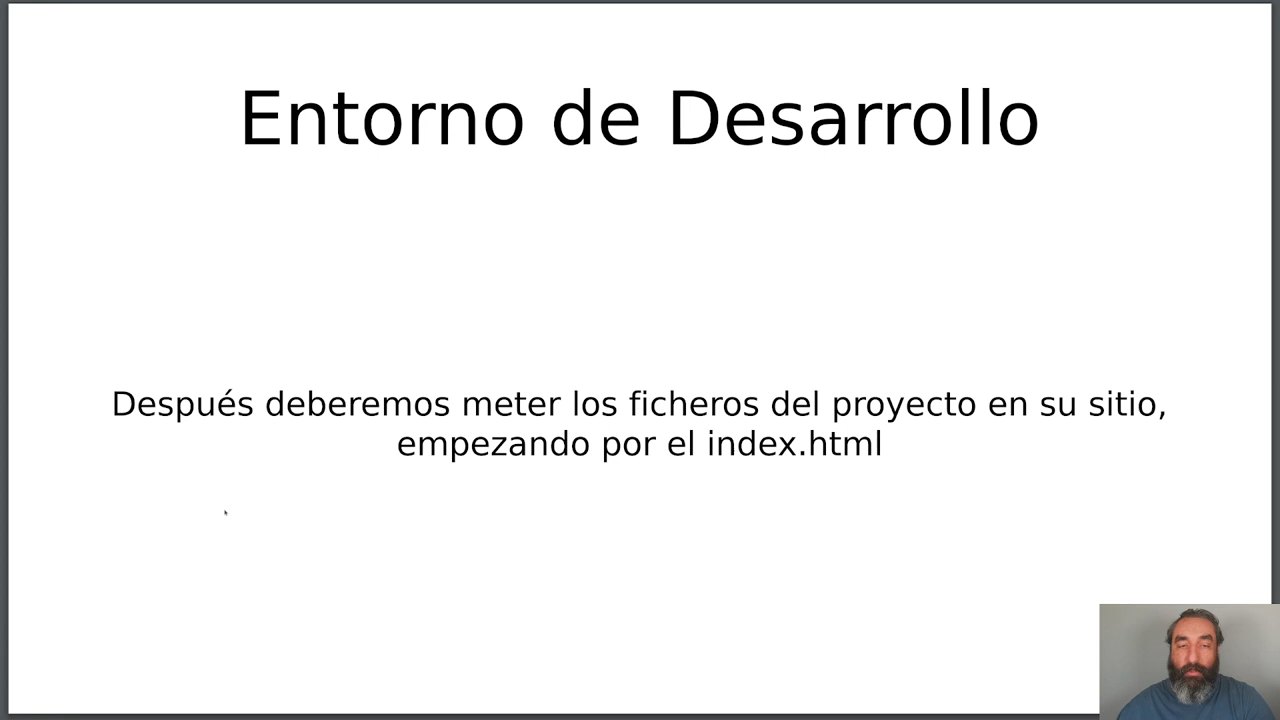 Entorno de Desarrollo
Después deberemos meter los ficheros del proyecto en su sitio,
empezando por el index.html